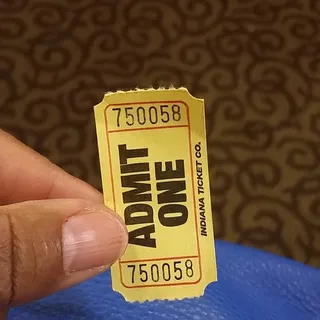 750058
ADMIT
ONE
INDIANA TICKET CO.
750058